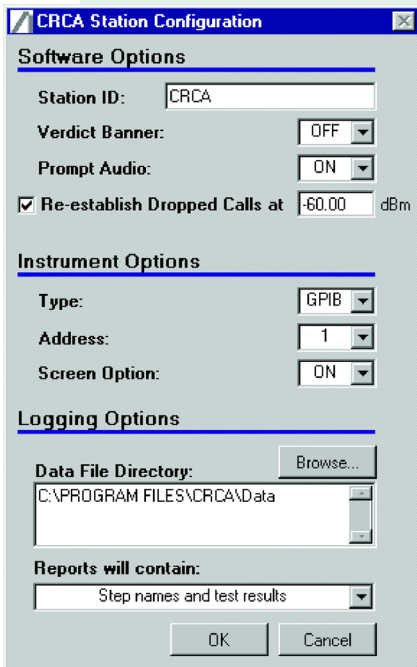 CRCA Station Configuration
Software Options
Station ID: CRCA
Verdict Banner: OFF
Prompt Audio: ON
Re-establish Dropped Calls at -60.00 dBm
Instrument Options
Type: GPIB
Address: 1
Screen Option: ON
Logging Options
Data File Directory: Browse...
C:\PROGRAM FILES\CRCA\Data
Reports will contain:
Step names and test results
OK Cancel